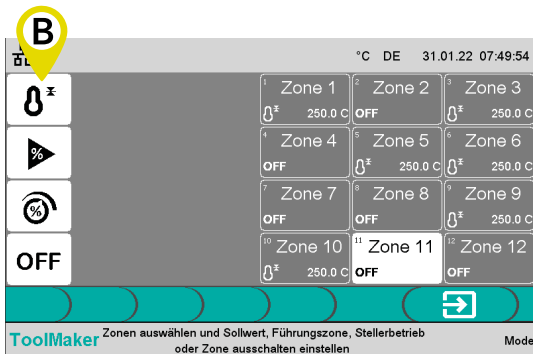 B
°C DE 31.01.22 07:49:54
1 Zone 1 2 Zone 2 3 Zone 3
250.0 C OFF 250.0 C
4 Zone 4 5 Zone 5 6 Zone 6
% OFF 250.0 C 250.0 C
7 Zone 7 8 Zone 8 9 Zone 9
% OFF OFF 250.0 C
10 Zone 10 11 Zone 11 12 Zone 12
OFF 250.0 C OFF OFF
ToolMaker Zonen auswählen und Sollwert, Führungszone, Stellerbetrieb Mode
oder Zone ausschalten einstellen